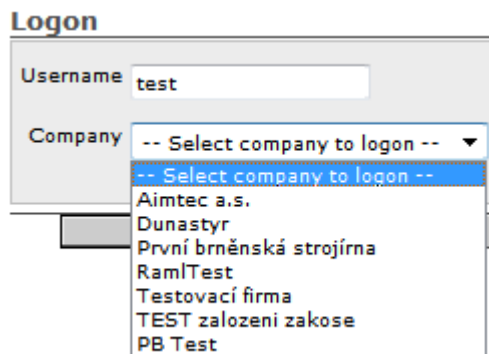 Logon
Username test
Company -- Select company to logon --
-- Select company to logon --
Aimtec a.s.
Dunastyr
První brněnská strojírna
RamlTest
Testovací firma
TEST zalozeni zakose
PB Test